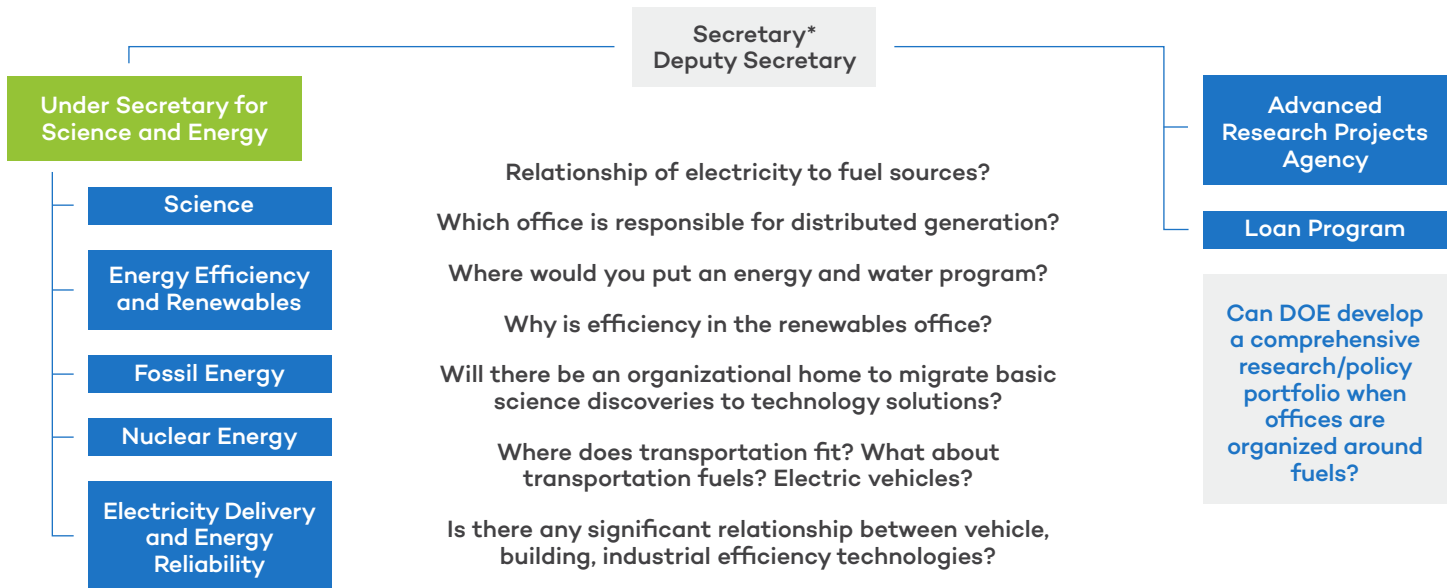 Secretary*
Deputy Secretary
Under Secretary for
Science and Energy
Science
Energy Efficiency
and Renewables
Fossil Energy
Nuclear Energy
Electricity Delivery
and Energy
Reliability
Relationship of electricity to fuel sources?
Which office is responsible for distributed generation?
Where would you put an energy and water program?
Why is efficiency in the renewables office?
Will there be an organizational home to migrate basic
science discoveries to technology solutions?
Where does transportation fit? What about
transportation fuels? Electric vehicles?
Is there any significant relationship between vehicle,
building, industrial efficiency technologies?
Advanced
Research Projects
Agency
Loan Program
Can DOE develop
a comprehensive
research/policy
portfolio when
offices are
organized around
fuels?